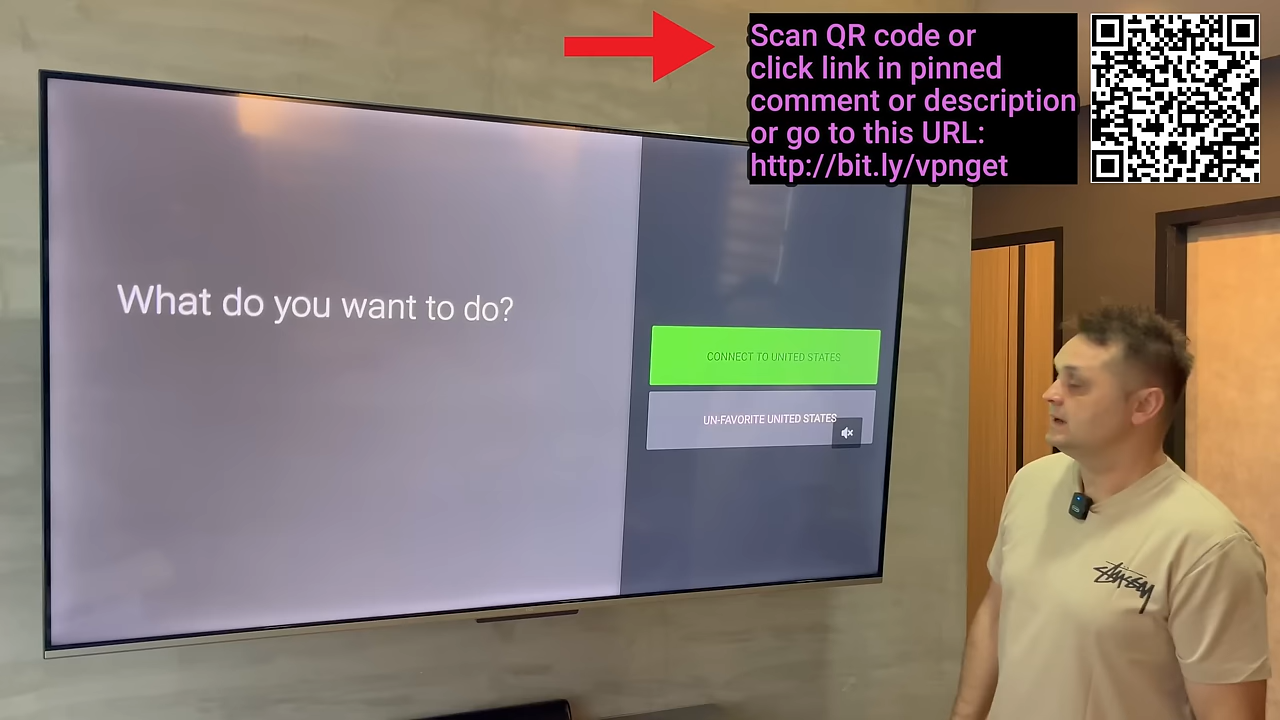 Scan QR code or
click link in pinned
comment or description
or go to this URL:
http://bit.ly/vpnget
What do you want to do?
CONNECT TO UNITED STATES
UN-FAVORITE UNITED STATES
STUSSY